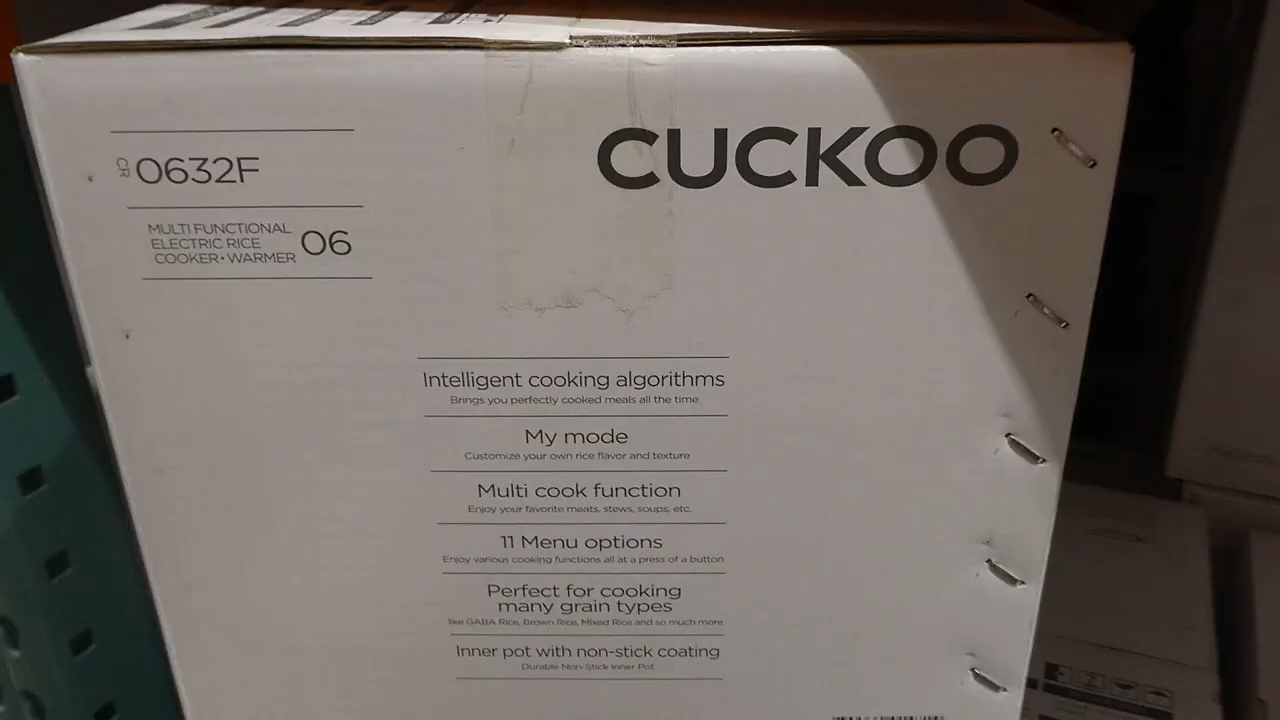 CUCKOO
CR 0632F
MULTI FUNCTIONAL
ELECTRIC RICE
COOKER•WARMER
06
Intelligent cooking algorithms
Brings you perfectly cooked meals all the time
My mode
Customize your own rice flavor and texture
Multi cook function
Enjoy your favorite meats, stews, soups, etc.
11 Menu options
Enjoy various cooking functions all at a press of a button
Perfect for cooking
many grain types
like GABA Rice, Brown Rice, Mixed Rice and so much more
Inner pot with non-stick coating
Durable Non-Stick Inner Pot